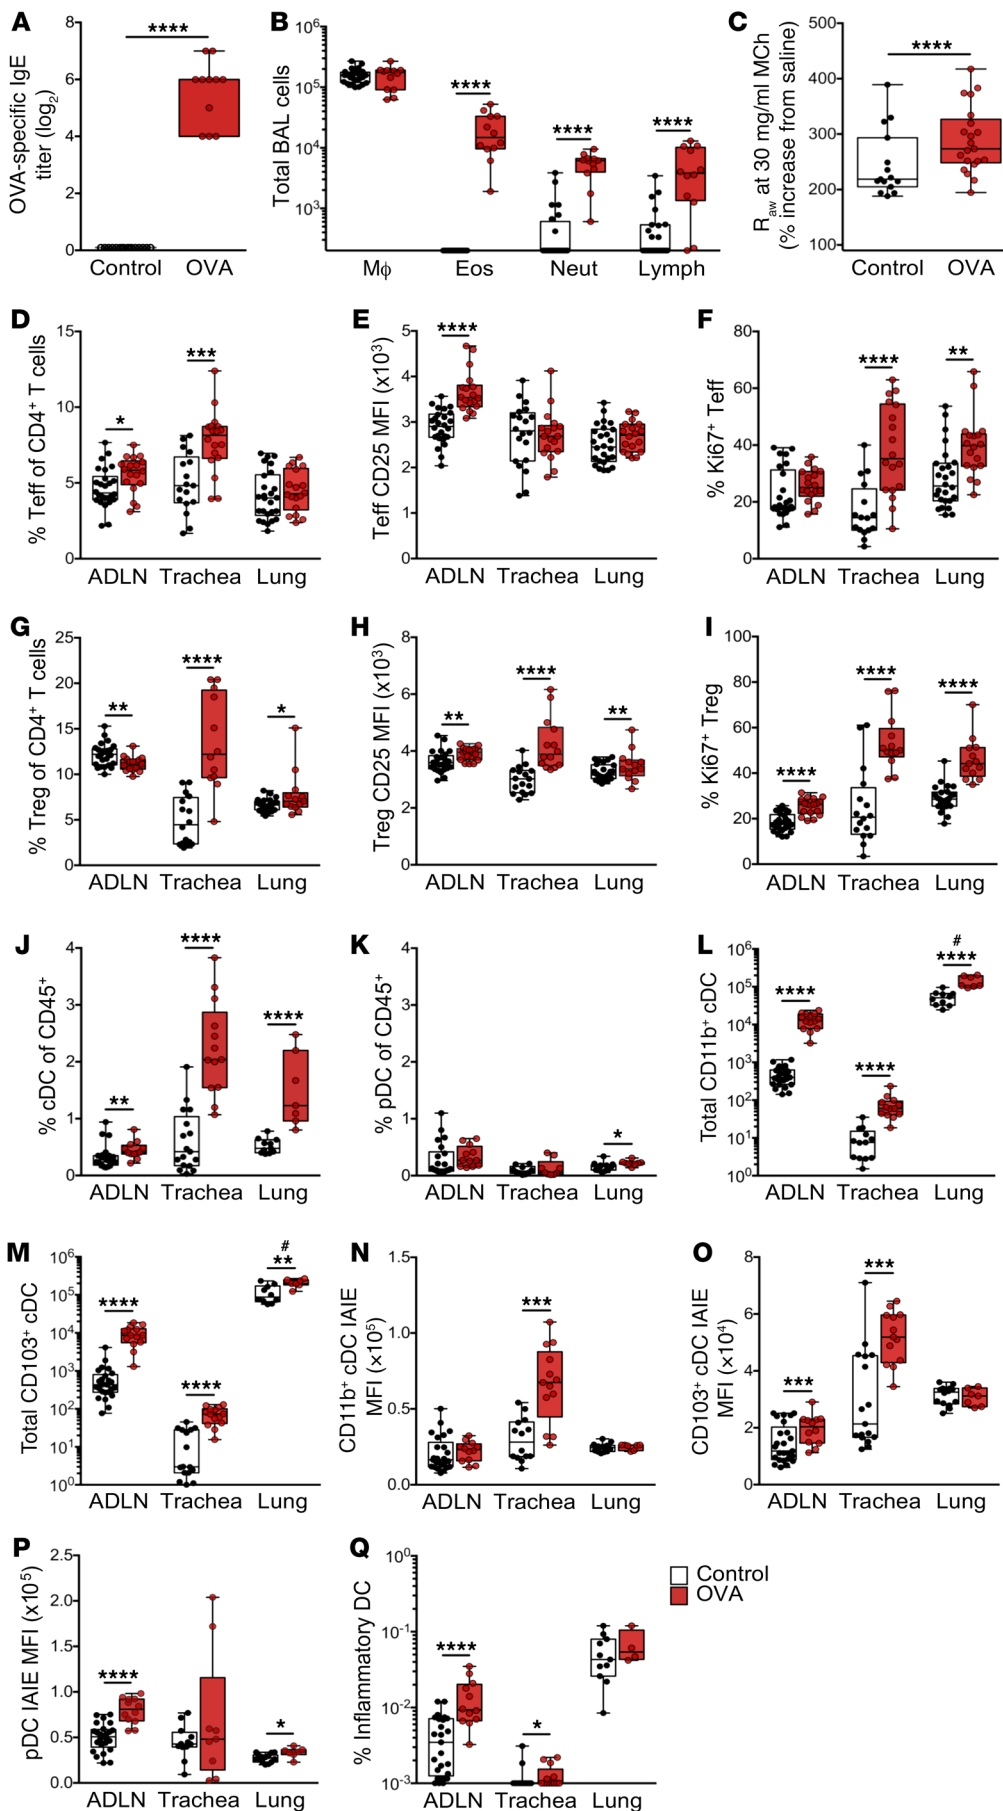 A
OVA-specific IgE
titer (log2)
8
6
4
2
0
****
Control OVA
B
Total BAL cells
10^6
10^5
10^4
10^3
**** **** ****
Mϕ Eos Neut Lymph
C
Raw at 30 mg/ml MCh
(% increase from saline)
500
400
300
200
100
****
Control OVA
D
% Teff of CD4+ T cells
15
10
5
0
* ***
ADLN Trachea Lung
E
Teff CD25 MFI (x10^3)
5
4
3
2
1
0
****
ADLN Trachea Lung
F
% Ki67+ Teff
80
60
40
20
0
**** **
ADLN Trachea Lung
G
% Treg of CD4+ T cells
25
20
15
10
5
0
** **** *
ADLN Trachea Lung
H
Treg CD25 MFI (x10^3)
8
6
4
2
0
** **** **
ADLN Trachea Lung
I
% Ki67+ Treg
100
80
60
40
20
0
**** **** ****
ADLN Trachea Lung
J
% cDC of CD45+
4
3
2
1
0
** **** ****
ADLN Trachea Lung
K
% pDC of CD45+
4
3
2
1
0
*
ADLN Trachea Lung
L
Total CD11b+ cDC
10^6
10^5
10^4
10^3
10^2
10^1
10^0
#
**** **** ****
ADLN Trachea Lung
M
Total CD103+ cDC
10^6
10^5
10^4
10^3
10^2
10^1
10^0
#
**** **** **
ADLN Trachea Lung
N
CD11b+ cDC IAIE
MFI (×10^5)
1.5
1.0
0.5
0.0
***
ADLN Trachea Lung
O
CD103+ cDC IAIE
MFI (×10^4)
8
6
4
2
0
*** ***
ADLN Trachea Lung
P
pDC IAIE MFI (x10^5)
2.5
2.0
1.5
1.0
0.5
0.0
**** *
ADLN Trachea Lung
Q
% Inflammatory DC
10^0
10^-1
10^-2
10^-3
**** *
ADLN Trachea Lung
Control
OVA